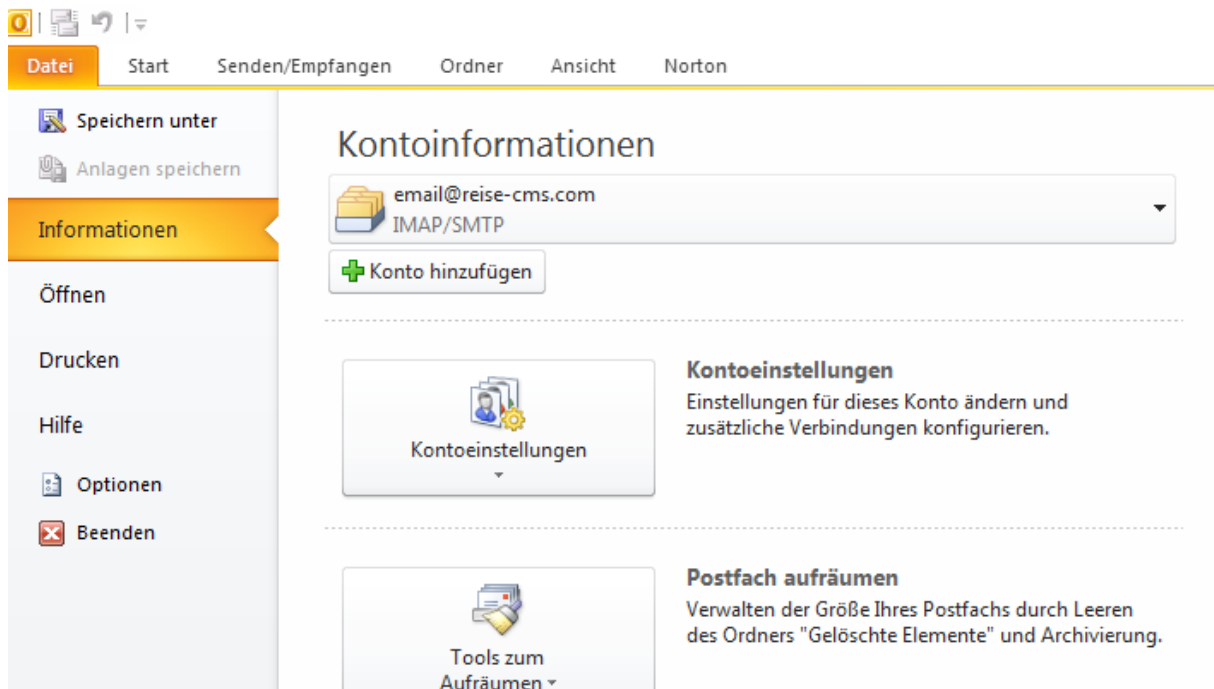 Datei Start Senden/Empfangen Ordner Ansicht Norton
Speichern unter
Anlagen speichern
Informationen
Öffnen
Drucken
Hilfe
Optionen
Beenden
Kontoinformationen
email@reise-cms.com
IMAP/SMTP
Konto hinzufügen
Kontoeinstellungen
Kontoeinstellungen
Einstellungen für dieses Konto ändern und
zusätzliche Verbindungen konfigurieren.
Tools zum
Aufräumen
Postfach aufräumen
Verwalten der Größe Ihres Postfachs durch Leeren
des Ordners "Gelöschte Elemente" und Archivierung.